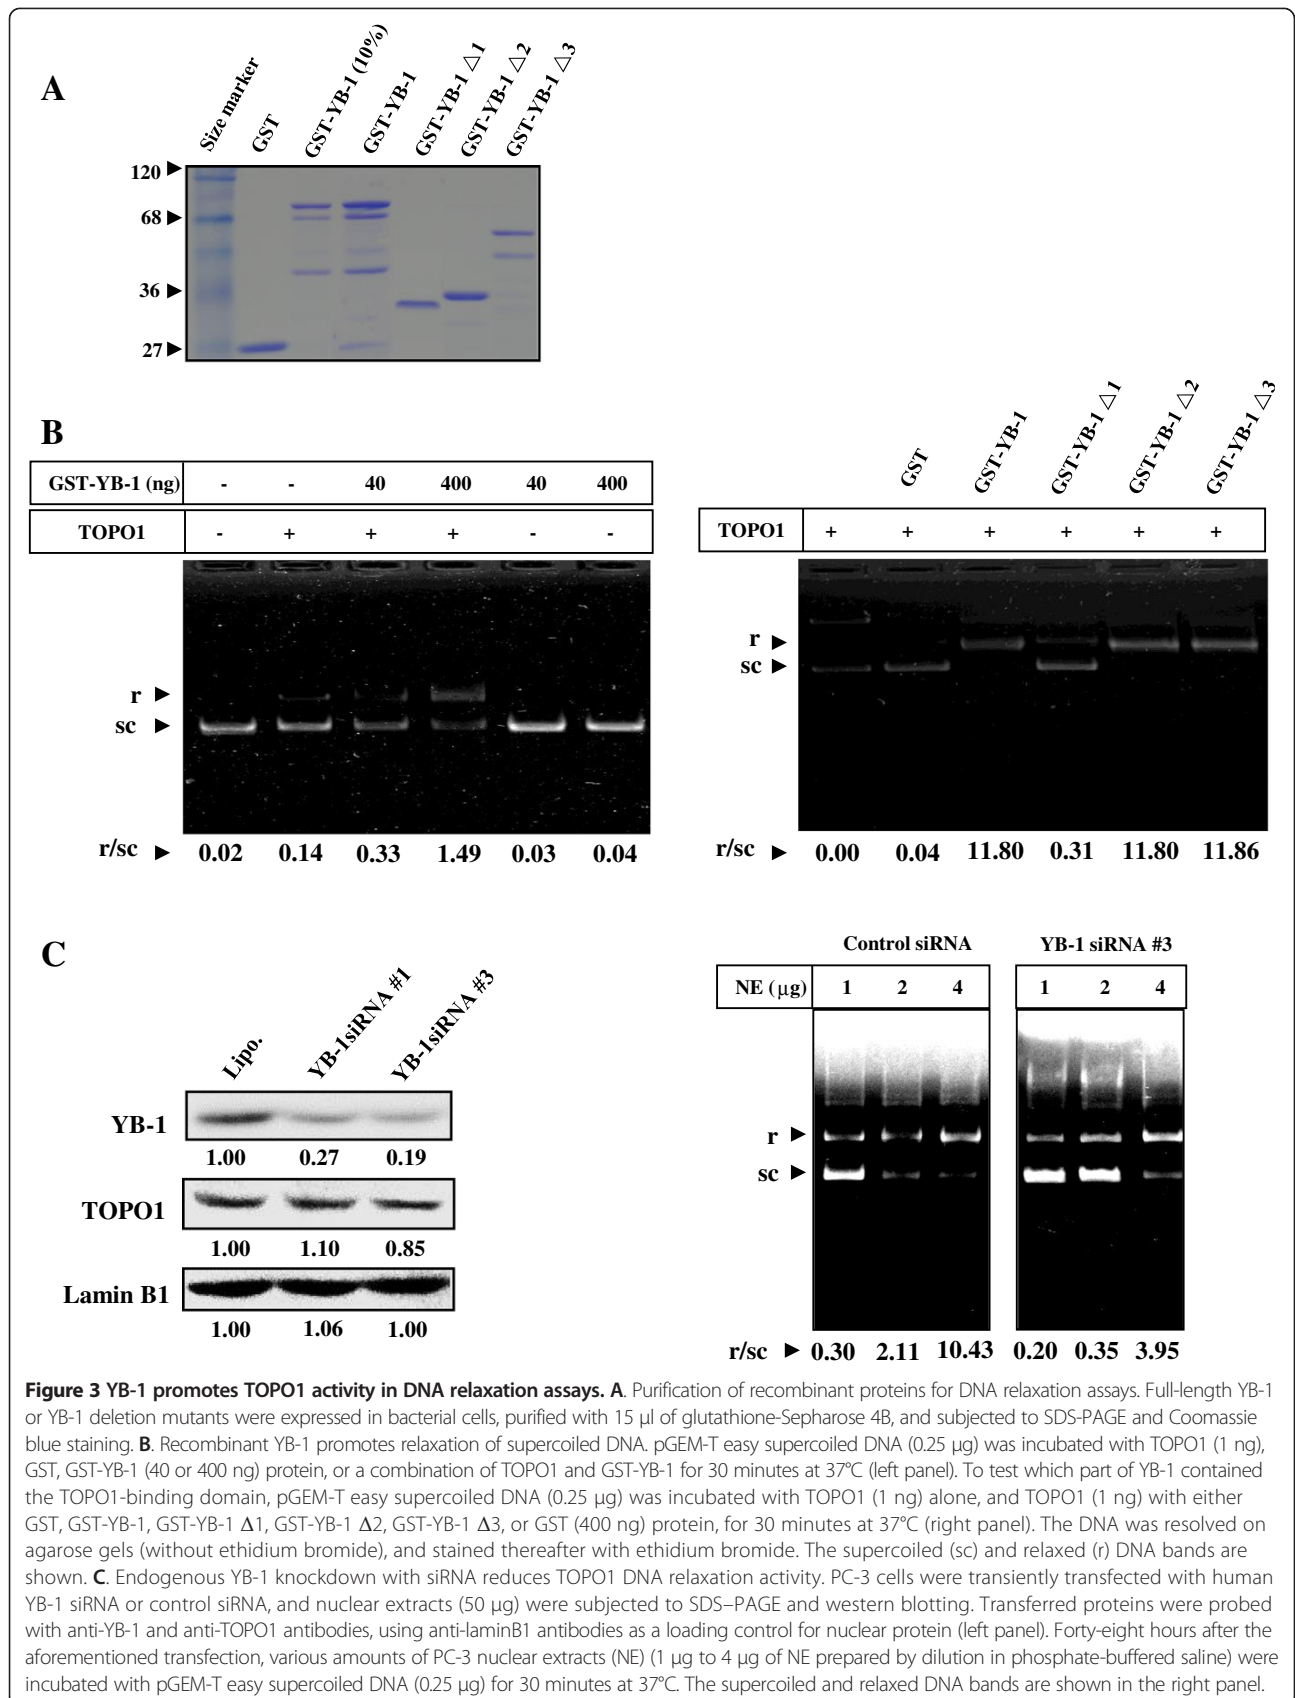 A
Size marker
GST
GST-YB-1 (10%)
GST-YB-1
GST-YB-1 △1
GST-YB-1 △2
GST-YB-1 △3
120 ►
68 ►
36 ►
27 ►
B
GST-YB-1 (ng) - - 40 400 40 400
TOPO1 - + + + - -
r ►
sc ►
r/sc ► 0.02 0.14 0.33 1.49 0.03 0.04
GST
GST-YB-1
GST-YB-1 △1
GST-YB-1 △2
GST-YB-1 △3
TOPO1 + + + + + +
r ►
sc ►
r/sc ► 0.00 0.04 11.80 0.31 11.80 11.86
C
Lipo.
YB-1siRNA #1
YB-1siRNA #3
YB-1
1.00 0.27 0.19
TOPO1
1.00 1.10 0.85
Lamin B1
1.00 1.06 1.00
Control siRNA YB-1 siRNA #3
NE (μg) 1 2 4 1 2 4
r ►
sc ►
r/sc ► 0.30 2.11 10.43 0.20 0.35 3.95
Figure 3 YB-1 promotes TOPO1 activity in DNA relaxation assays. A. Purification of recombinant proteins for DNA relaxation assays. Full-length YB-1
or YB-1 deletion mutants were expressed in bacterial cells, purified with 15 μl of glutathione-Sepharose 4B, and subjected to SDS-PAGE and Coomassie
blue staining. B. Recombinant YB-1 promotes relaxation of supercoiled DNA. pGEM-T easy supercoiled DNA (0.25 μg) was incubated with TOPO1 (1 ng),
GST, GST-YB-1 (40 or 400 ng) protein, or a combination of TOPO1 and GST-YB-1 for 30 minutes at 37°C (left panel). To test which part of YB-1 contained
the TOPO1-binding domain, pGEM-T easy supercoiled DNA (0.25 μg) was incubated with TOPO1 (1 ng) alone, and TOPO1 (1 ng) with either
GST, GST-YB-1, GST-YB-1 Δ1, GST-YB-1 Δ2, GST-YB-1 Δ3, or GST (400 ng) protein, for 30 minutes at 37°C (right panel). The DNA was resolved on
agarose gels (without ethidium bromide), and stained thereafter with ethidium bromide. The supercoiled (sc) and relaxed (r) DNA bands are
shown. C. Endogenous YB-1 knockdown with siRNA reduces TOPO1 DNA relaxation activity. PC-3 cells were transiently transfected with human
YB-1 siRNA or control siRNA, and nuclear extracts (50 μg) were subjected to SDS–PAGE and western blotting. Transferred proteins were probed
with anti-YB-1 and anti-TOPO1 antibodies, using anti-laminB1 antibodies as a loading control for nuclear protein (left panel). Forty-eight hours after the
aforementioned transfection, various amounts of PC-3 nuclear extracts (NE) (1 μg to 4 μg of NE prepared by dilution in phosphate-buffered saline) were
incubated with pGEM-T easy supercoiled DNA (0.25 μg) for 30 minutes at 37°C. The supercoiled and relaxed DNA bands are shown in the right panel.